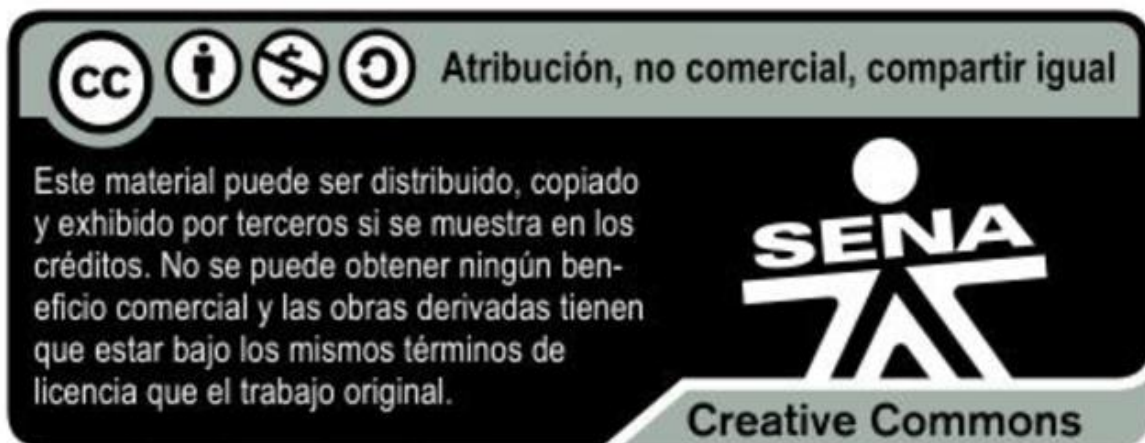 cc Atribución, no comercial, compartir igual
Este material puede ser distribuido, copiado
y exhibido por terceros si se muestra en los
créditos. No se puede obtener ningún ben-
eficio comercial y las obras derivadas tienen
que estar bajo los mismos términos de
licencia que el trabajo original.
SENA
Creative Commons